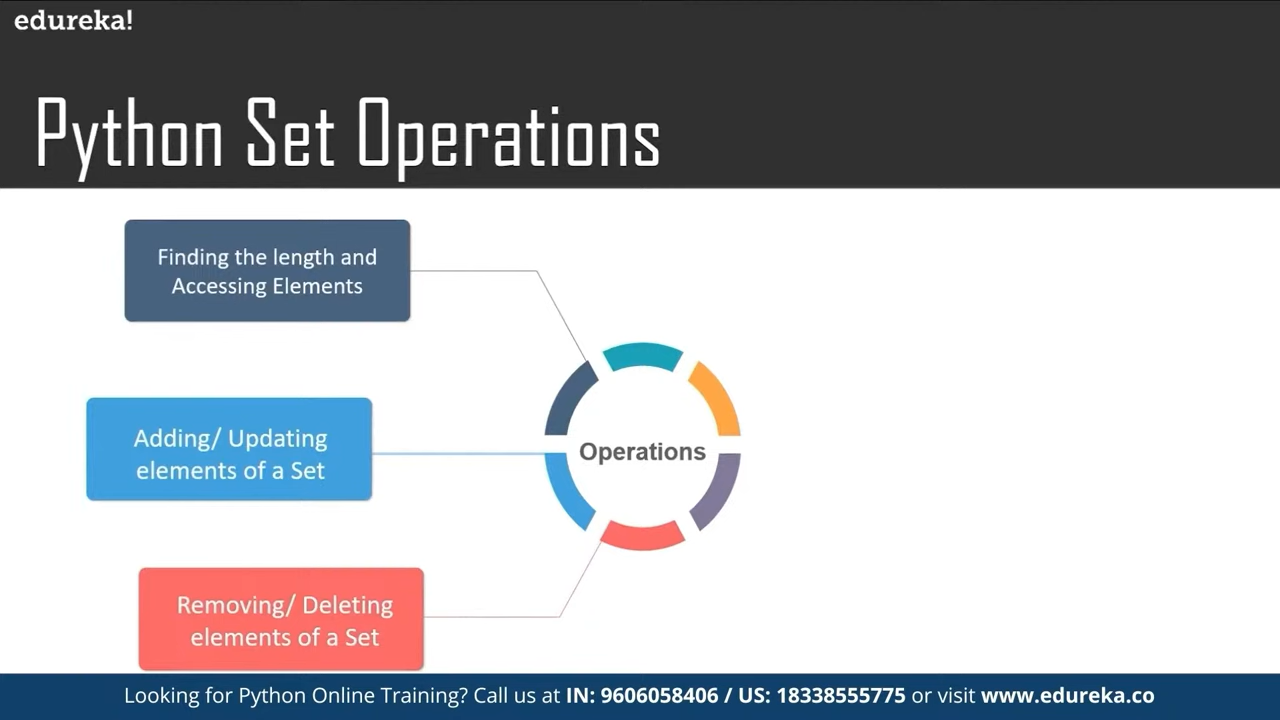 edureka!
Python Set Operations
Finding the length and
Accessing Elements
Adding/ Updating
elements of a Set
Operations
Removing/ Deleting
elements of a Set
Looking for Python Online Training? Call us at IN: 9606058406 / US: 18338555775 or visit www.edureka.co